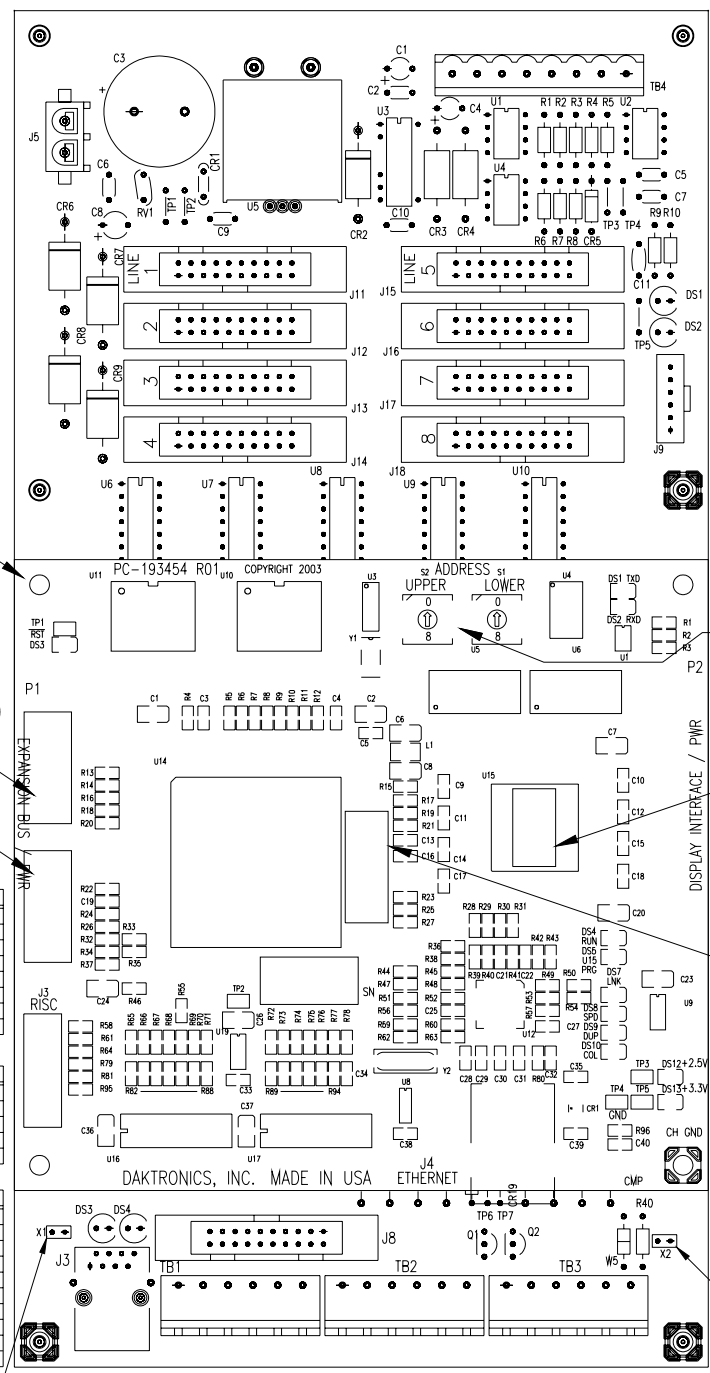 C3
C1
C2
TB4
J5
C4
U3
U1
R1 R2 R3 R4 R5 U2
CR1
U4
C6
RV1
TP1
TP2
U5
C5
C7
CR6
C8
C9
CR2
C10
CR3 CR4
R6 R7 R8 CR5
TP3 TP4
R9 R10
CR7
LINE 1
J11
J15
LINE 5
C11
DS1
DS2
CR8
2
J12
J16
6
TP5
CR9
3
J13
J17
7
4
J14
8
J9
U6
U7
U8
J18
U9
U10
PC-193454 R01
COPYRIGHT 2003
ADDRESS
U11
U10
U3
S2
UPPER
S1
LOWER
U4
DS1 TXD
0
0
8
8
TP1
RST
DS3
Y1
U5
U6
DS2 RXD
U1
R1
R2
R3
P1
P2
C1
R4 C3
R5 R6 R7 R8 R9 R10 R11 R12 C4
C2
C5
C6
L1
C7
EXPANSION BUS
U14
C8
DISPLAY INTERFACE / PWR
R13
R14
R16
R18
R20
R15
R17
R19
R21
C9
C11
C13
C16
C14
C17
U15
C10
C12
C15
C18
PWR
R22
C19
R24
R26
R32
R34
R37
R33
R35
R23
R25
R27
R28 R29 R30 R31
C20
R36
R38
R45
R48
R52
C25
R60
R63
R42 R43
R39 R40 C21 R41 C22
DS4
RUN
DS6
U15
PRG
DS7
LNK
J3
RISC
C24
R46
R55
TP2
SN
R44
R47
R51
R56
R59
R62
R49
R50
R53
R54
R57
U12
C27
C23
U9
DS8
SPD
DS9
DUP
DS10
COL
R58
R61
R64
R79
R81
R95
R65 R66 R67 R68 R69 R70 R71
U19
C26
R72 R73 R74 R75 R76 R77 R78
R82
R88
C33
R89
R94
C34
Y2
C28 C29 C30 C31 R80 C32
C35
TP3
DS12 +2.5V
TP4
TP5
DS13 +3.3V
GND
U8
C38
CR1
C39
R96
C40
CH GND
C36
U16
C37
U17
DAKTRONICS, INC. MADE IN USA
J4
ETHERNET
CMP
CR19
TP6 TP7
X1
DS3
DS4
J3
J8
Q1
Q2
R40
W5
X2
TB1
TB2
TB3